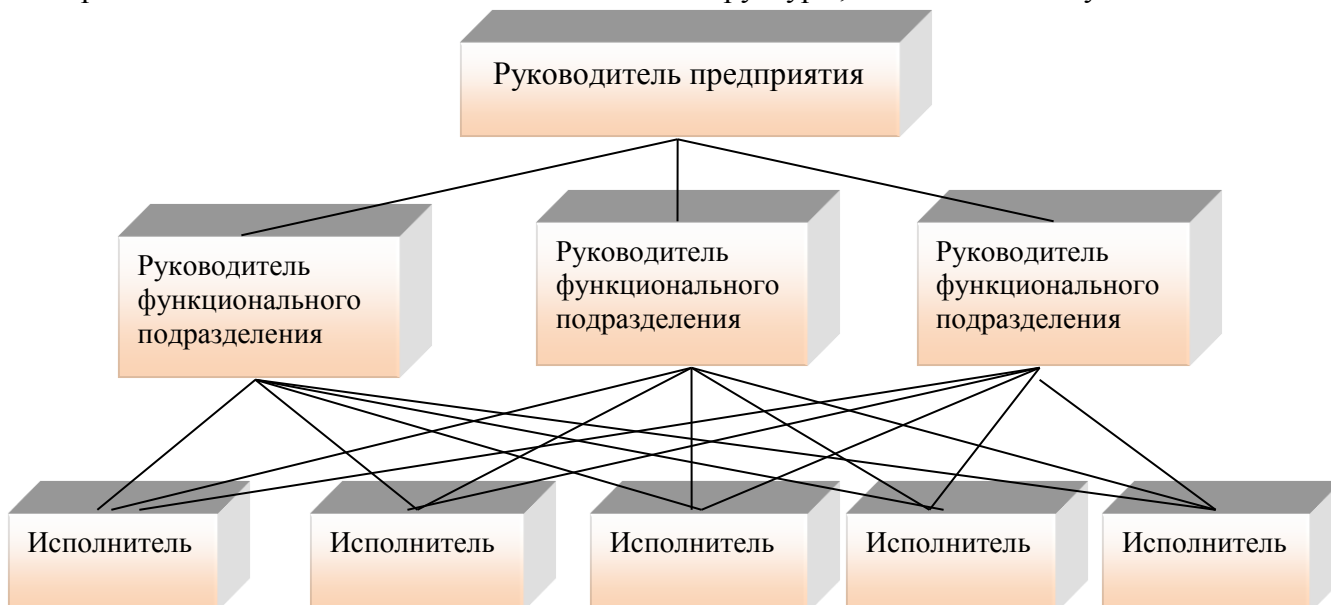 Руководитель предприятия
Руководитель
функционального
подразделения
Руководитель
функционального
подразделения
Руководитель
функционального
подразделения
Исполнитель
Исполнитель
Исполнитель
Исполнитель
Исполнитель